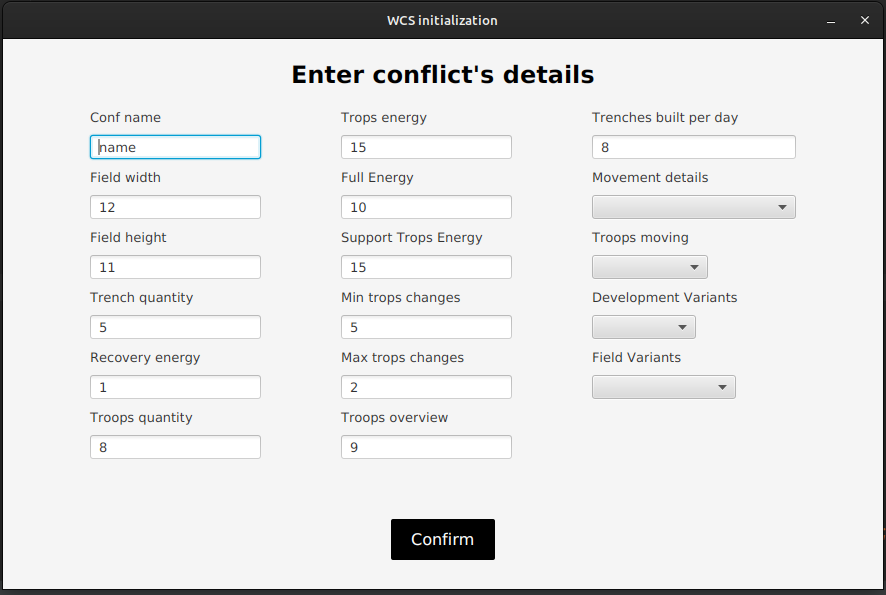 WCS initialization
Enter conflict's details
Conf name
name
Field width
12
Field height
11
Trench quantity
5
Recovery energy
1
Troops quantity
8
Trops energy
15
Full Energy
10
Support Trops Energy
15
Min trops changes
5
Max trops changes
2
Troops overview
9
Trenches built per day
8
Movement details
Troops moving
Development Variants
Field Variants
Confirm